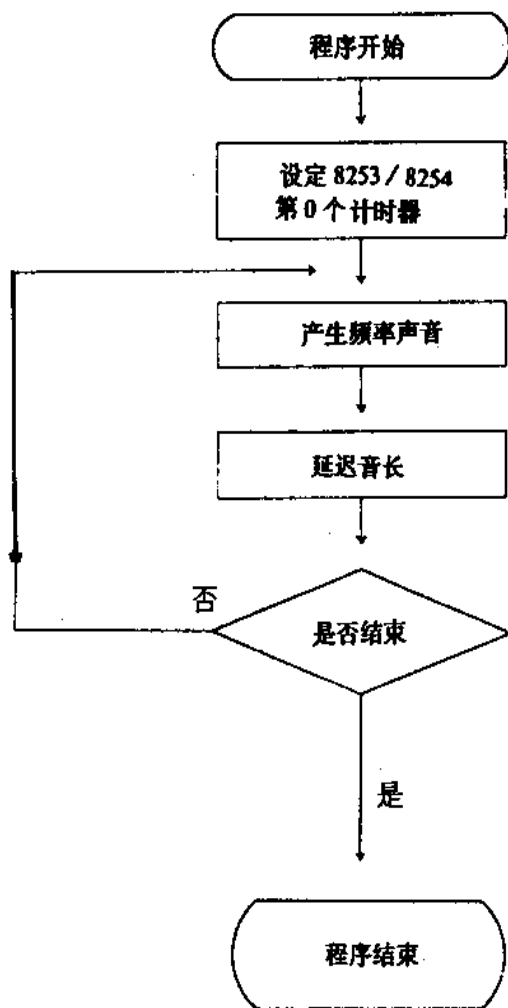 程序开始
设定 8253／8254
第 0 个计时器
产生频率声音
延迟音长
否
是否结束
是
程序结束